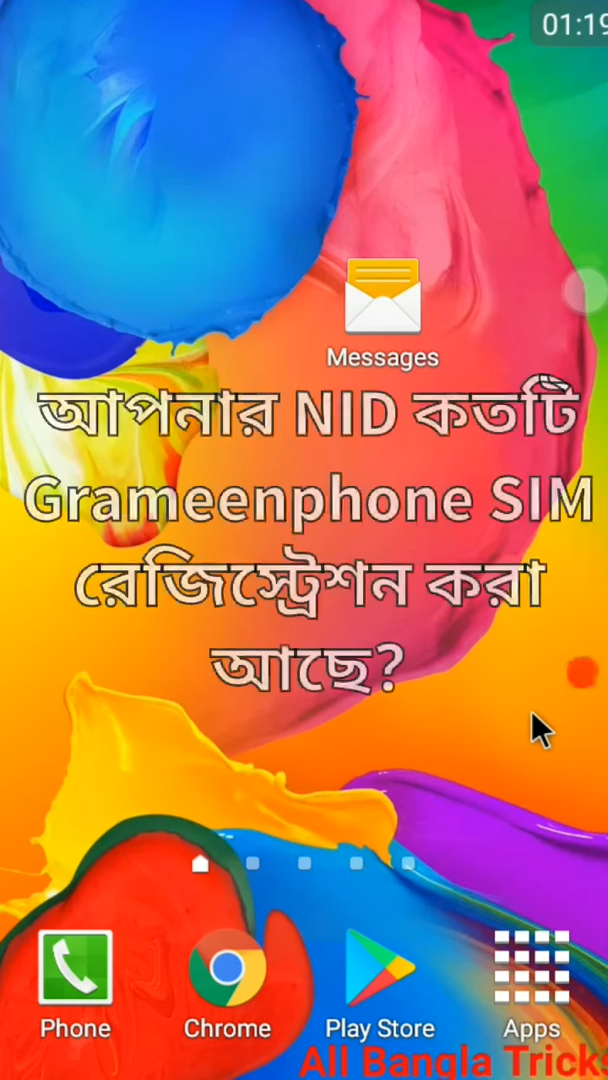 01:19
Messages
আপনার NID কতটি
Grameenphone SIM
রেজিস্ট্রেশন করা
আছে?
Phone Chrome Play Store Apps
All Bangla Tricks